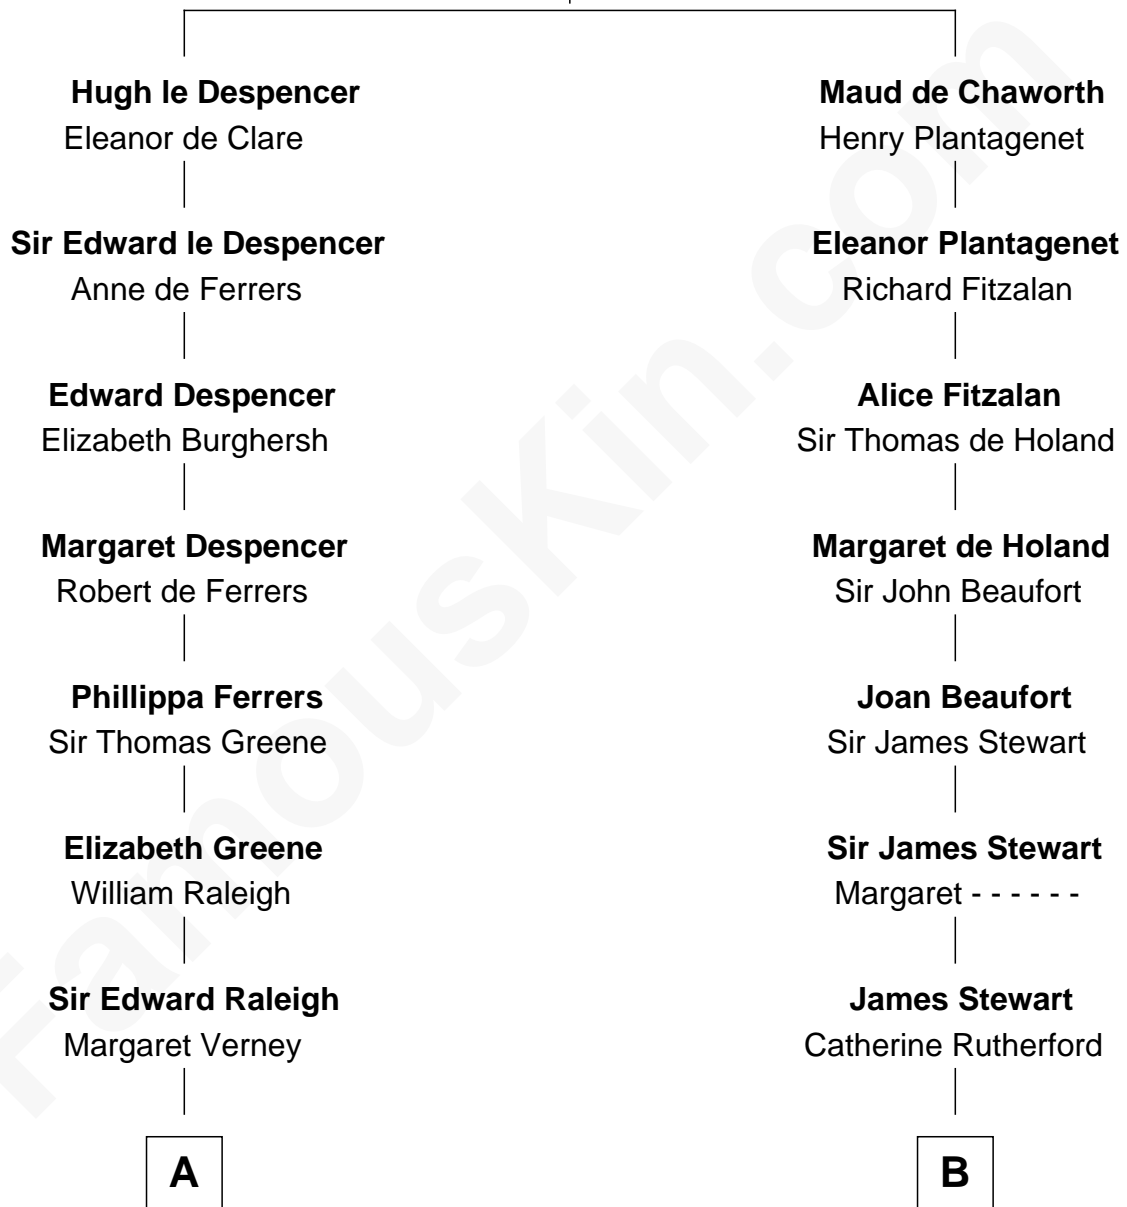 Hugh le Despencer
Eleanor de Clare
Sir Edward le Despencer
Anne de Ferrers
Edward Despencer
Elizabeth Burghersh
Margaret Despencer
Robert de Ferrers
Phillippa Ferrers
Sir Thomas Greene
Elizabeth Greene
William Raleigh
Sir Edward Raleigh
Margaret Verney
A
Maud de Chaworth
Henry Plantagenet
Eleanor Plantagenet
Richard Fitzalan
Alice Fitzalan
Sir Thomas de Holand
Margaret de Holand
Sir John Beaufort
Joan Beaufort
Sir James Stewart
Sir James Stewart
Margaret - - - - - -
James Stewart
Catherine Rutherford
B
FamousKin.com